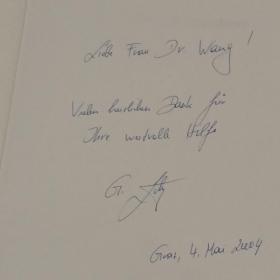 Liebe Frau Dr. Wang!
Vielen herzlichen Dank für
Ihre wertvolle Hilfe
G.
Graz, 4. Mai 2009